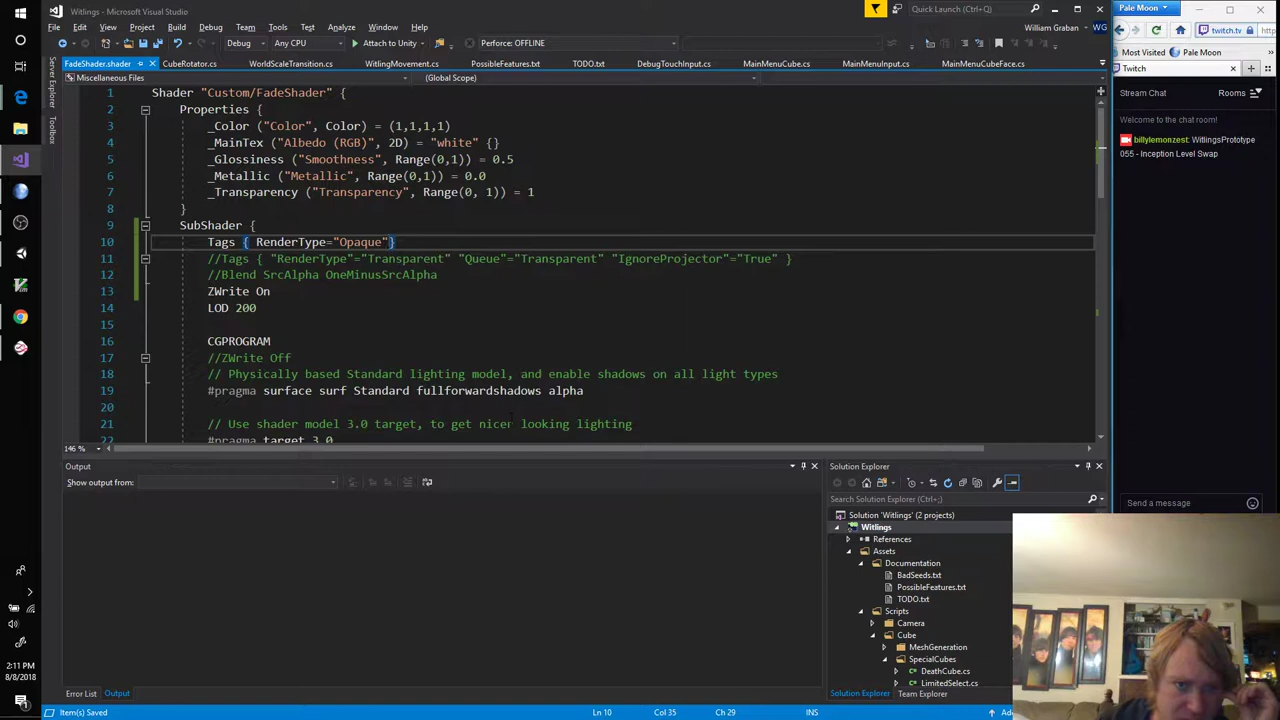 Witlings - Microsoft Visual Studio
Quick Launch (Ctrl+Q)
Pale Moon
File Edit View Project Build Debug Team Tools Architecture Test Analyze Window Help
William Graban WG
Debug Any CPU Attach to Unity Perforce: OFFLINE
twitch.tv http
Most Visited Pale Moon
FadeShader.shader CubeRotator.cs WorldScaleTransition.cs WitlingMovement.cs PossibleFeatures.txt TODO.txt DebugTouchInput.cs MainMenuCube.cs MainMenuInput.cs MainMenuCubeFace.cs
Twitch
Miscellaneous Files (Global Scope)
Server Explorer
Toolbox
Stream Chat Rooms
Welcome to the chat room!
billylemonzest: WitlingsPrototype
055 - Inception Level Swap
1 Shader "Custom/FadeShader" {
2 Properties {
3 _Color ("Color", Color) = (1,1,1,1)
4 _MainTex ("Albedo (RGB)", 2D) = "white" {}
5 _Glossiness ("Smoothness", Range(0,1)) = 0.5
6 _Metallic ("Metallic", Range(0,1)) = 0.0
7 _Transparency ("Transparency", Range(0, 1)) = 1
8 }
9 SubShader {
10 Tags { RenderType="Opaque"}
11 //Tags { "RenderType"="Transparent" "Queue"="Transparent" "IgnoreProjector"="True" }
12 //Blend SrcAlpha OneMinusSrcAlpha
13 ZWrite On
14 LOD 200
15
16 CGPROGRAM
17 //ZWrite Off
18 // Physically based Standard lighting model, and enable shadows on all light types
19 #pragma surface surf Standard fullforwardshadows alpha
20
21 // Use shader model 3.0 target, to get nicer looking lighting
22 #pragma target 3.0
146 %
Output
Show output from:
Solution Explorer
Search Solution Explorer (Ctrl+;)
Solution 'Witlings' (2 projects)
Witlings
References
Assets
Documentation
BadSeeds.txt
PossibleFeatures.txt
TODO.txt
Scripts
Camera
Cube
MeshGeneration
SpecialCubes
DeathCube.cs
LimitedSelect.cs
Send a message
Error List Output
Solution Explorer Team Explorer
Item(s) Saved Ln 10 Col 35 Ch 29 INS
2:11 PM
8/8/2018